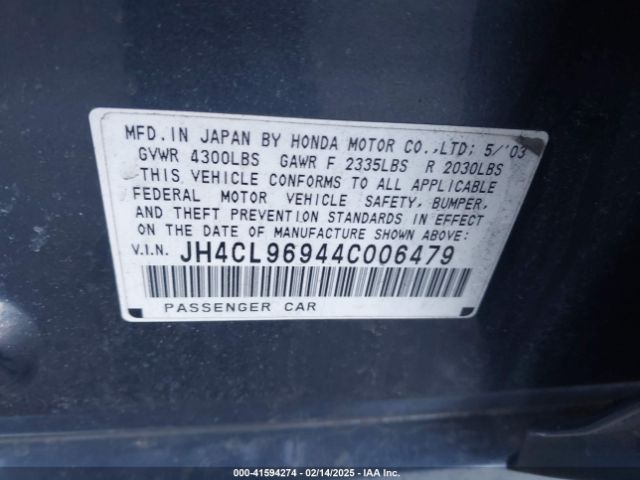 MFD. IN JAPAN BY HONDA MOTOR CO., LTD; 5/'03
GVWR 4300LBS GAWR F 2335LBS R 2030LBS
THIS VEHICLE CONFORMS TO ALL APPLICABLE
FEDERAL MOTOR VEHICLE SAFETY, BUMPER,
AND THEFT PREVENTION STANDARDS IN EFFECT
ON THE DATE OF MANUFACTURE SHOWN ABOVE:
V.I.N. JH4CL96944C006479
PASSENGER CAR
000-41594274 | 02/14/2025 - IAA Inc.